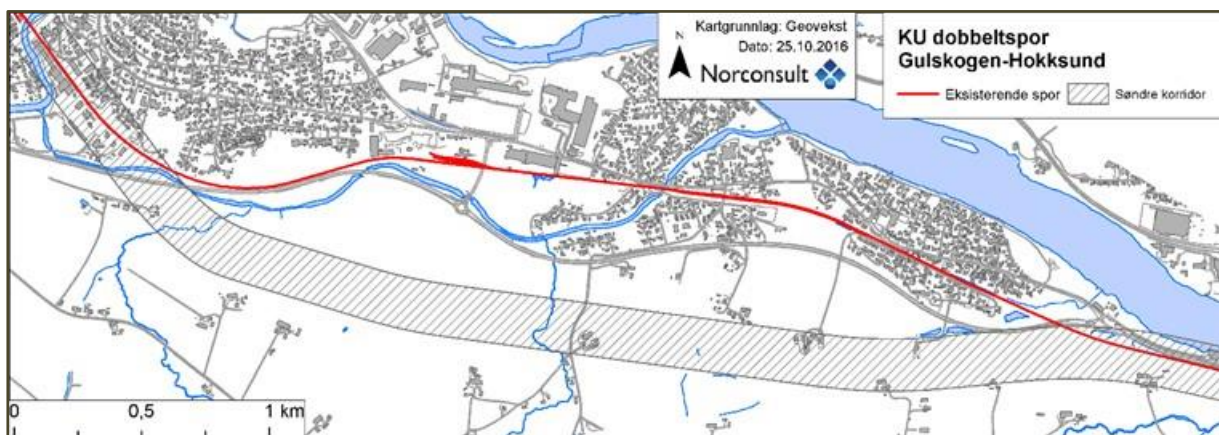 Kartgrunnlag: Geovekst
Dato: 25.10.2016
N
Norconsult
KU dobbeltspor
Gulskogen-Hokksund
Eksisterende spor
Søndre korridor
0 0,5 1 km